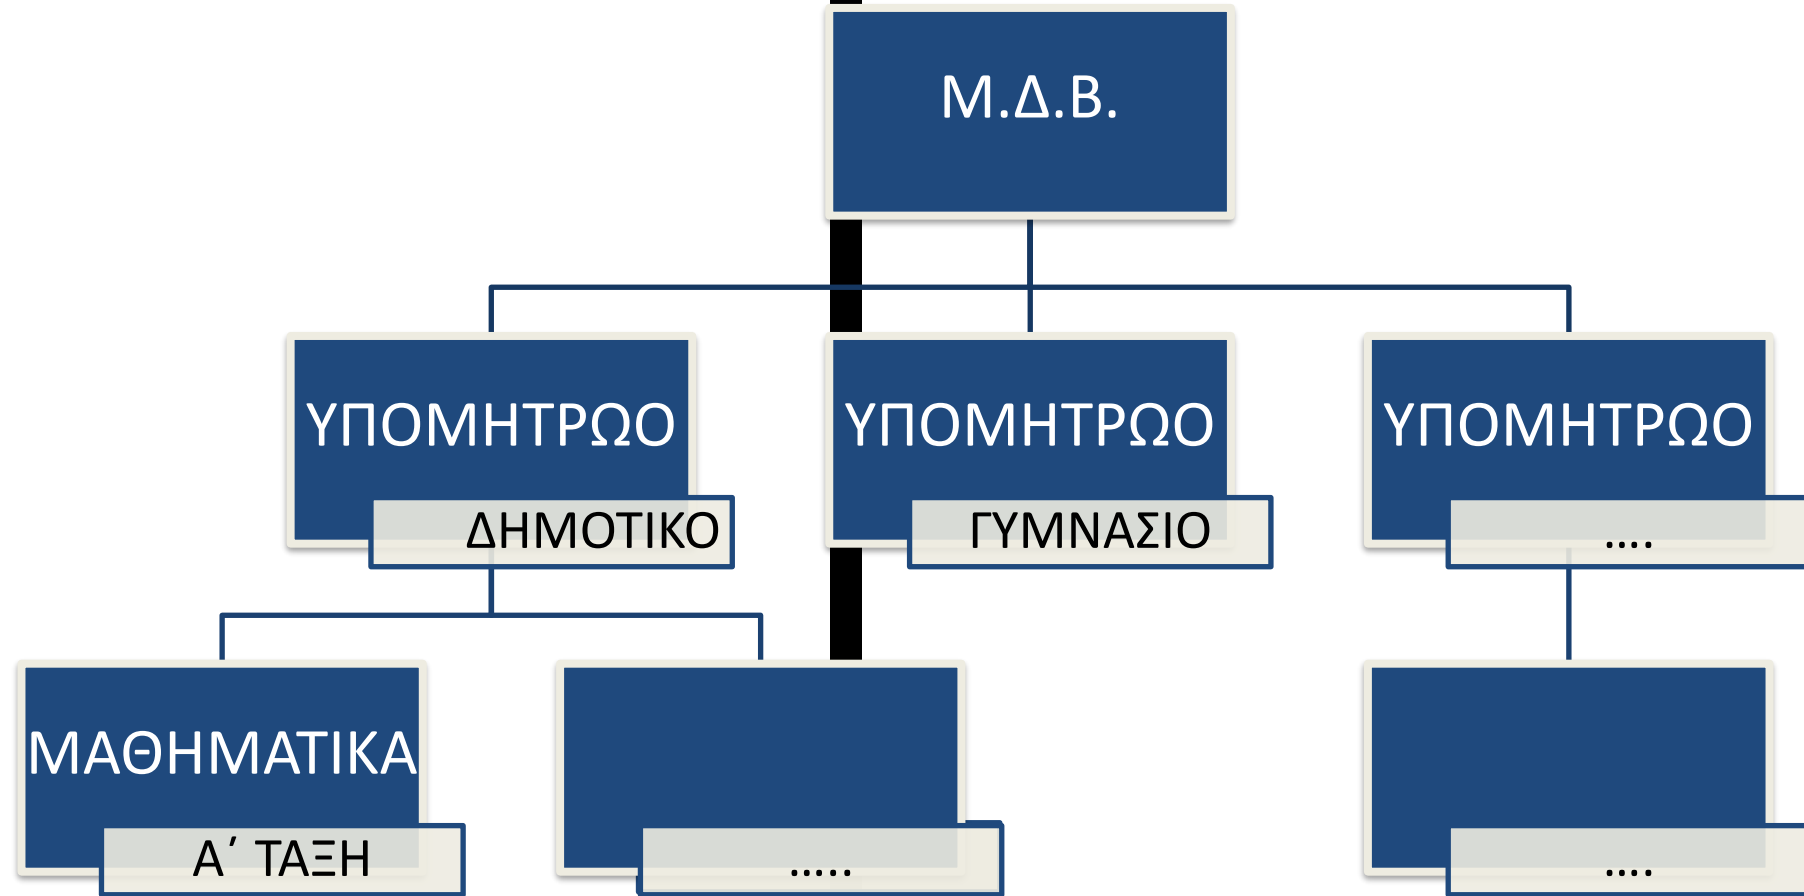 Μ.Δ.Β.
ΥΠΟΜΗΤΡΩΟ
ΔΗΜΟΤΙΚΟ
ΥΠΟΜΗΤΡΩΟ
ΓΥΜΝΑΣΙΟ
ΥΠΟΜΗΤΡΩΟ
....
ΜΑΘΗΜΑΤΙΚΑ
Α΄ ΤΑΞΗ
.....
....